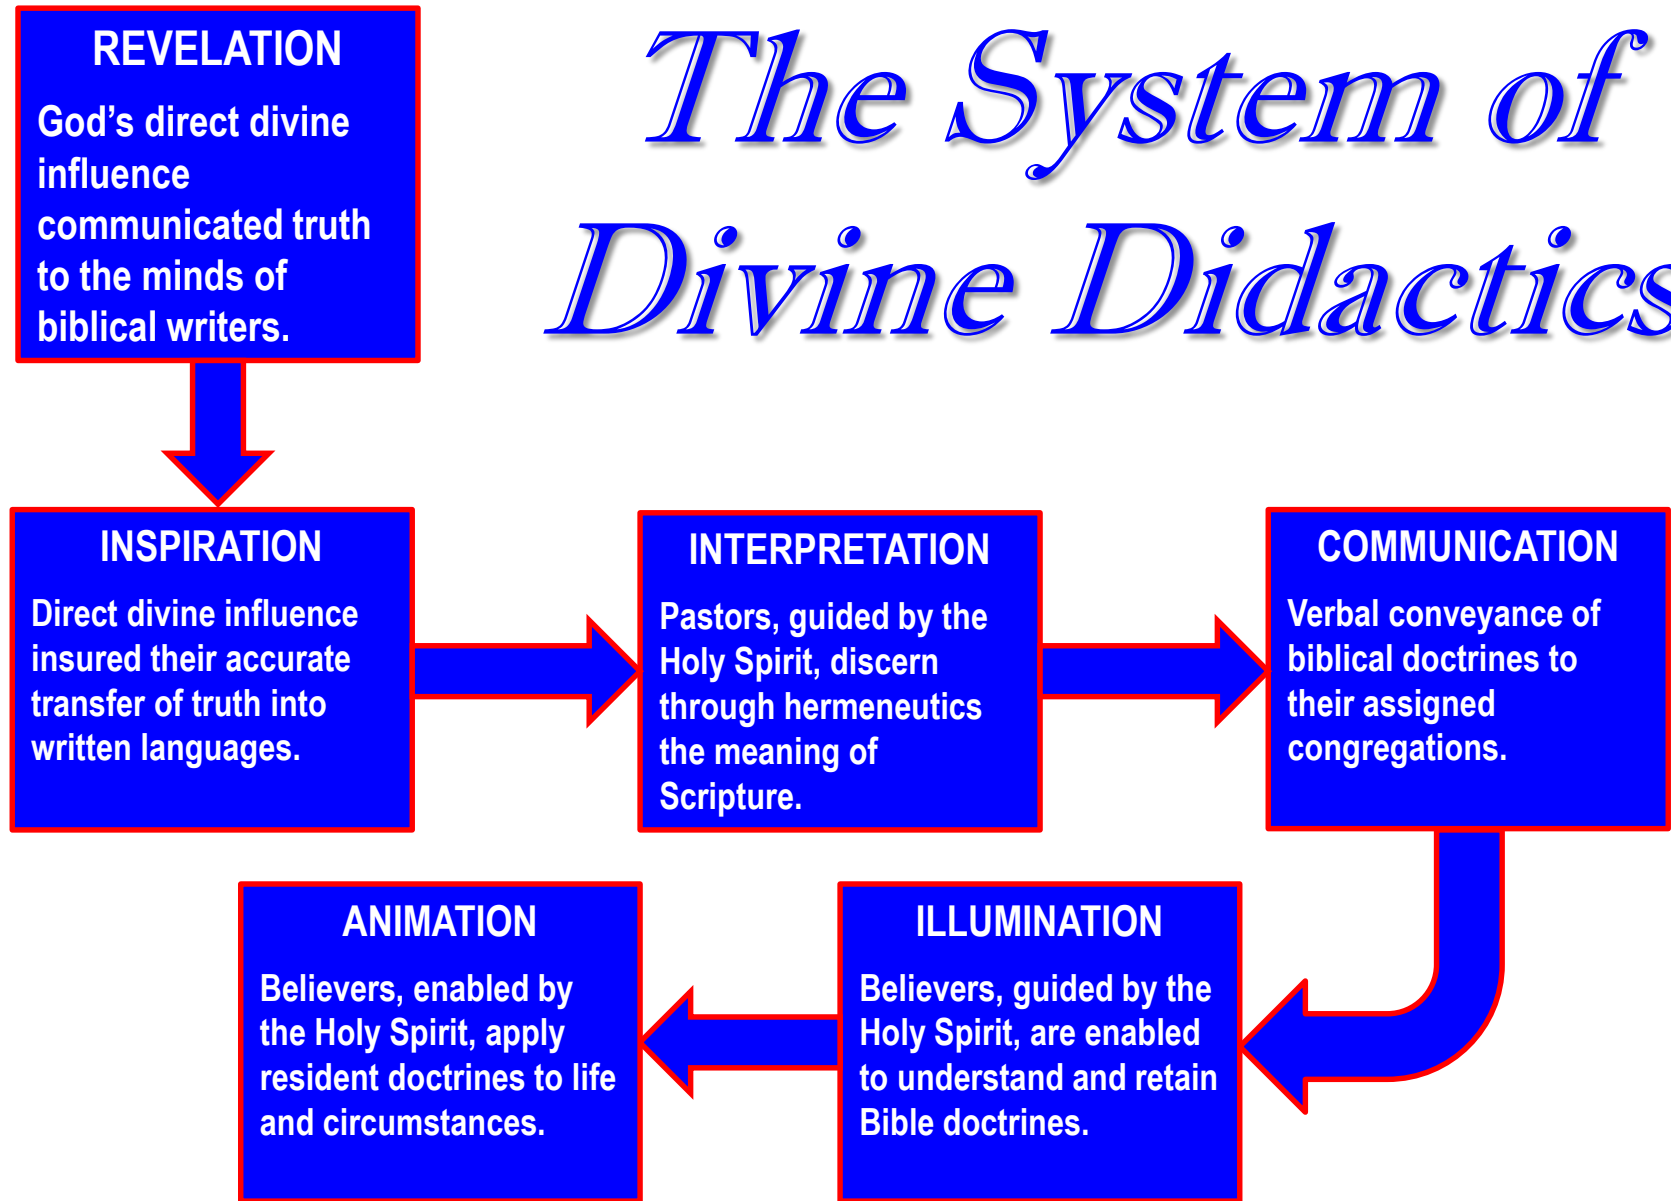 The System of
Divine Didactics
REVELATION
God’s direct divine
influence
communicated truth
to the minds of
biblical writers.
INSPIRATION
Direct divine influence
insured their accurate
transfer of truth into
written languages.
INTERPRETATION
Pastors, guided by the
Holy Spirit, discern
through hermeneutics
the meaning of
Scripture.
COMMUNICATION
Verbal conveyance of
biblical doctrines to
their assigned
congregations.
ILLUMINATION
Believers, guided by the
Holy Spirit, are enabled
to understand and retain
Bible doctrines.
ANIMATION
Believers, enabled by
the Holy Spirit, apply
resident doctrines to life
and circumstances.